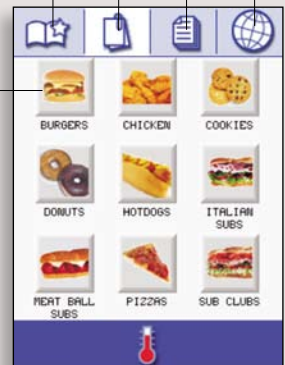 BURGERS
CHICKEN
COOKIES
DONUTS
HOTDOGS
ITALIAN
SUBS
MEAT BALL
SUBS
PIZZAS
SUB CLUBS